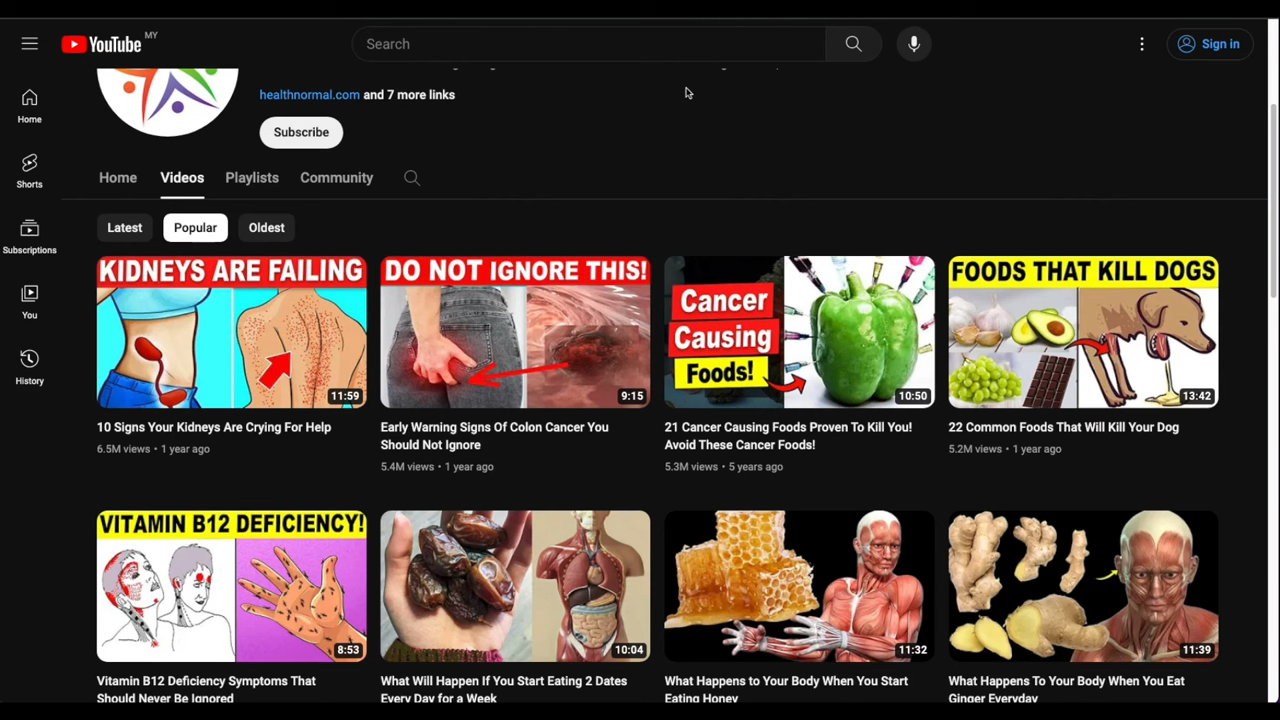 YouTube MY
Search
Sign in
Home
Shorts
Subscriptions
You
History
healthnormal.com and 7 more links
Subscribe
Home Videos Playlists Community
Latest Popular Oldest
KIDNEYS ARE FAILING
11:59
10 Signs Your Kidneys Are Crying For Help
6.5M views • 1 year ago
DO NOT IGNORE THIS!
9:15
Early Warning Signs Of Colon Cancer You
Should Not Ignore
5.4M views • 1 year ago
Cancer
Causing
Foods!
10:50
21 Cancer Causing Foods Proven To Kill You!
Avoid These Cancer Foods!
5.3M views • 5 years ago
FOODS THAT KILL DOGS
13:42
22 Common Foods That Will Kill Your Dog
5.2M views • 1 year ago
VITAMIN B12 DEFICIENCY!
8:53
Vitamin B12 Deficiency Symptoms That
Should Never Be Ignored
10:04
What Will Happen If You Start Eating 2 Dates
Every Day for a Week
11:32
What Happens to Your Body When You Start
Eating Honey
11:39
What Happens To Your Body When You Eat
Ginger Everyday